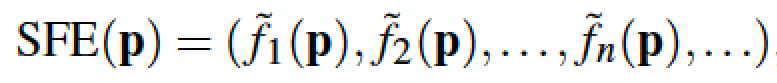 SFE(p) = (f̃₁(p), f̃₂(p), …, f̃ₙ(p), …)